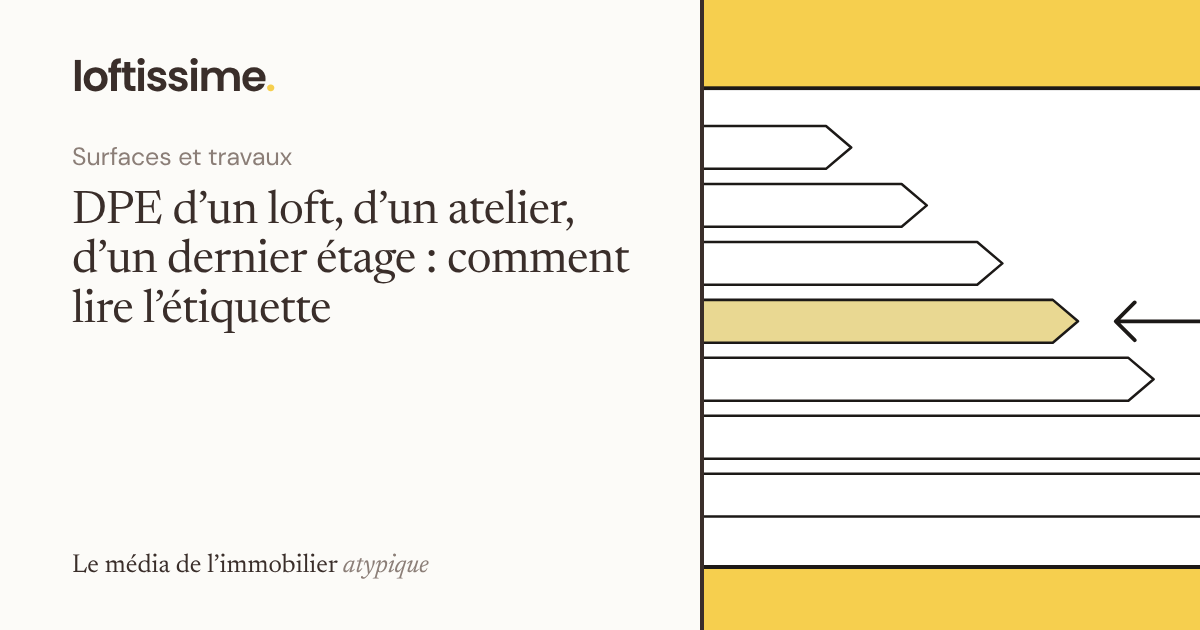 loftissime.
Surfaces et travaux
DPE d’un loft, d’un atelier,
d’un dernier étage : comment
lire l’étiquette
Le média de l’immobilier atypique